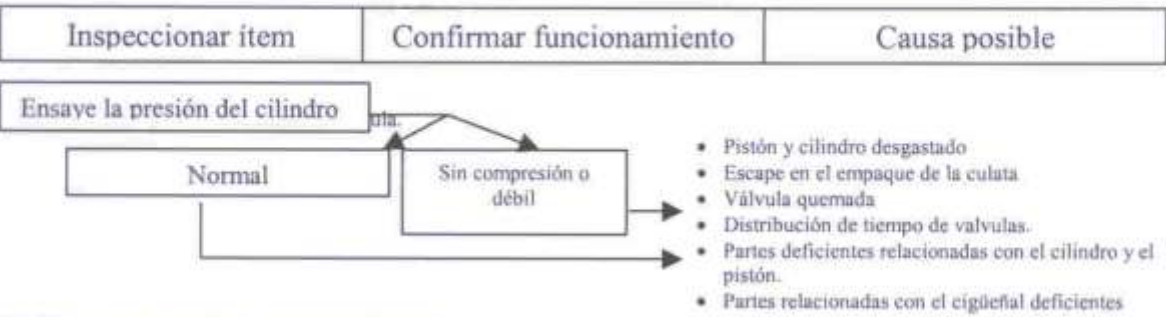 Inspeccionar ítem
Confirmar funcionamiento
Causa posible
Ensaye la presión del cilindro
Normal
Sin compresión o
débil
• Pistón y cilindro desgastado
• Escape en el empaque de la culata
• Válvula quemada
• Distribución de tiempo de valvulas.
• Partes deficientes relacionadas con el cilindro y el
pistón.
• Partes relacionadas con el cigüeñal deficientes